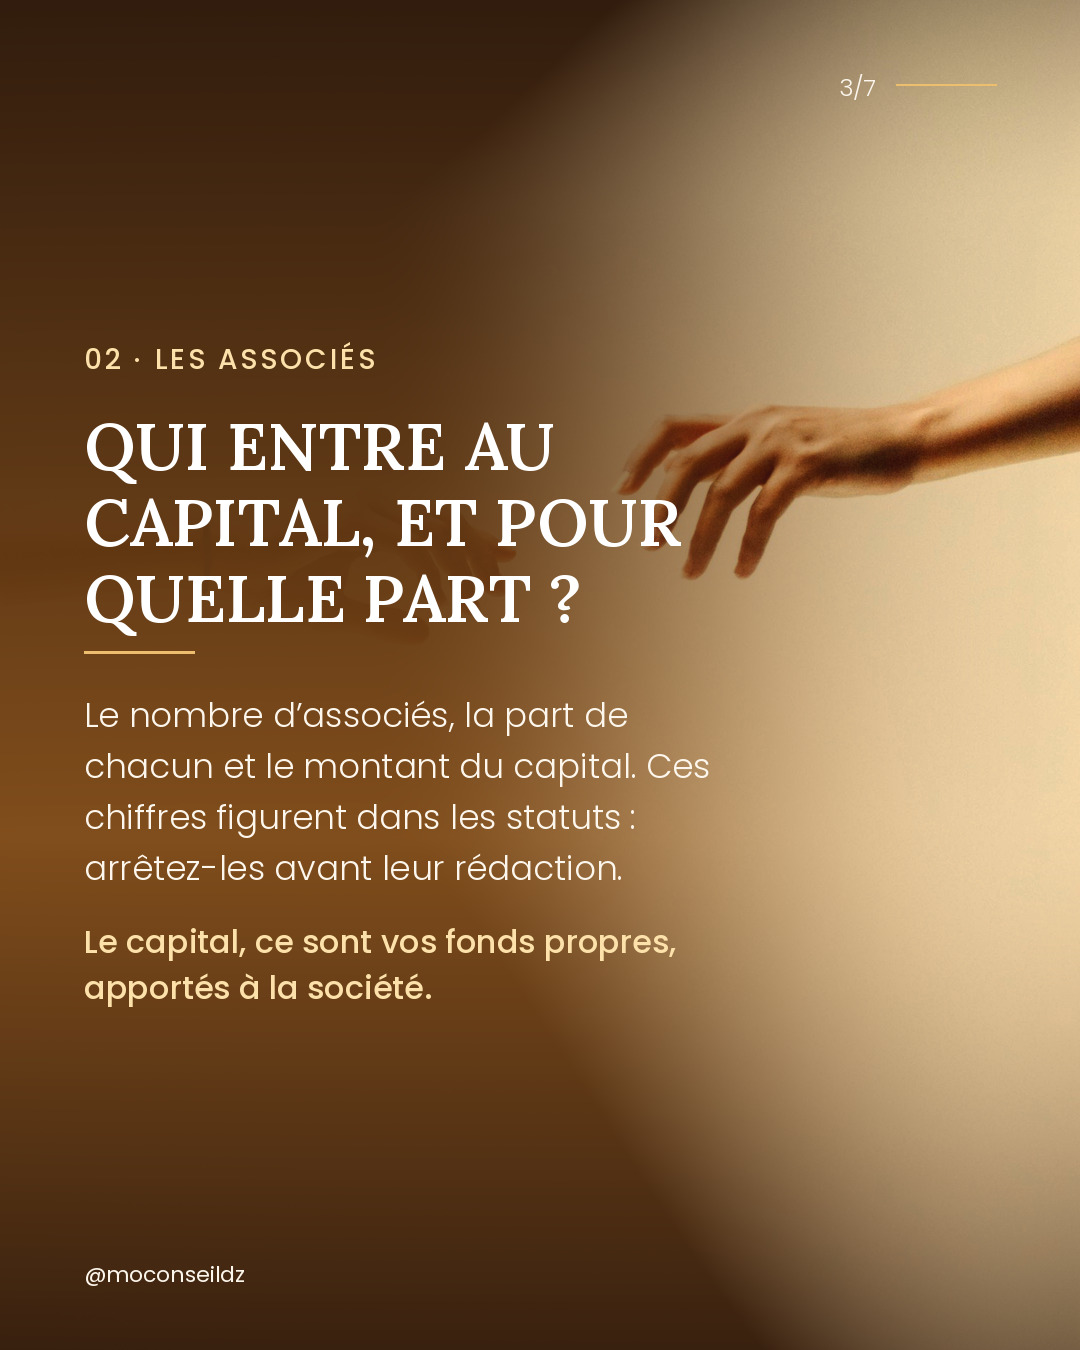 3/7
02 · LES ASSOCIÉS
QUI ENTRE AU
CAPITAL, ET POUR
QUELLE PART ?
Le nombre d’associés, la part de
chacun et le montant du capital. Ces
chiffres figurent dans les statuts :
arrêtez-les avant leur rédaction.
Le capital, ce sont vos fonds propres,
apportés à la société.
@moconseildz